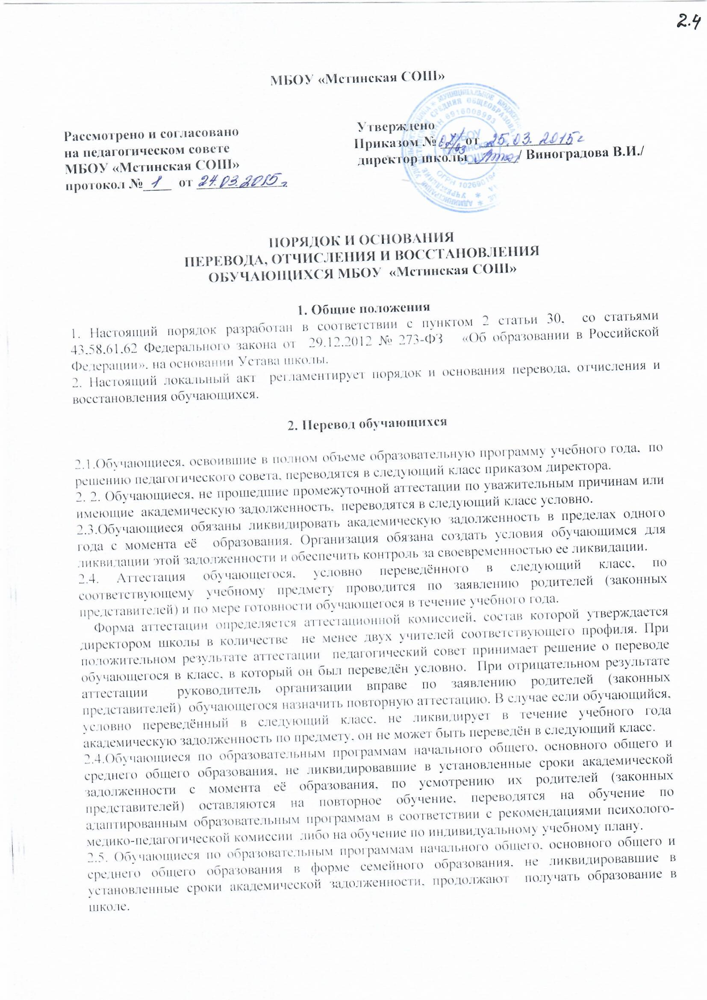 2.4
МБОУ «Мстинская СОШ»
Рассмотрено и согласовано
на педагогическом совете
МБОУ «Мстинская СОШ»
протокол № 1 от 24.03.2015 г.
Утверждено
Приказом № от 25.03. 2015 г
директор школы / Виноградова В.И./
ИНН 6916008993
ПОРЯДОК И ОСНОВАНИЯ
ПЕРЕВОДА, ОТЧИСЛЕНИЯ И ВОССТАНОВЛЕНИЯ
ОБУЧАЮЩИХСЯ МБОУ «Мстинская СОШ»
1. Общие положения
1. Настоящий порядок разработан в соответствии с пунктом 2 статьи 30, со статьями
43,58,61,62 Федерального закона от 29.12.2012 № 273-ФЗ «Об образовании в Российской
Федерации», на основании Устава школы.
2. Настоящий локальный акт регламентирует порядок и основания перевода, отчисления и
восстановления обучающихся.
2. Перевод обучающихся
2.1.Обучающиеся, освоившие в полном объеме образовательную программу учебного года, по
решению педагогического совета, переводятся в следующий класс приказом директора.
2. 2. Обучающиеся, не прошедшие промежуточной аттестации по уважительным причинам или
имеющие академическую задолженность, переводятся в следующий класс условно.
2.3.Обучающиеся обязаны ликвидировать академическую задолженность в пределах одного
года с момента её образования. Организация обязана создать условия обучающимся для
ликвидации этой задолженности и обеспечить контроль за своевременностью ее ликвидации.
2.4. Аттестация обучающегося, условно переведённого в следующий класс, по
соответствующему учебному предмету проводится по заявлению родителей (законных
представителей) и по мере готовности обучающегося в течение учебного года.
Форма аттестации определяется аттестационной комиссией, состав которой утверждается
директором школы в количестве не менее двух учителей соответствующего профиля. При
положительном результате аттестации педагогический совет принимает решение о переводе
обучающегося в класс, в который он был переведён условно. При отрицательном результате
аттестации руководитель организации вправе по заявлению родителей (законных
представителей) обучающегося назначить повторную аттестацию. В случае если обучающийся,
условно переведённый в следующий класс, не ликвидирует в течение учебного года
академическую задолженность по предмету, он не может быть переведён в следующий класс.
2.4.Обучающиеся по образовательным программам начального общего, основного общего и
среднего общего образования, не ликвидировавшие в установленные сроки академической
задолженности с момента её образования, по усмотрению их родителей (законных
представителей) оставляются на повторное обучение, переводятся на обучение по
адаптированным образовательным программам в соответствии с рекомендациями психолого-
медико-педагогической комиссии либо на обучение по индивидуальному учебному плану.
2.5. Обучающиеся по образовательным программам начального общего, основного общего и
среднего общего образования в форме семейного образования, не ликвидировавшие в
установленные сроки академической задолженности, продолжают получать образование в
школе.